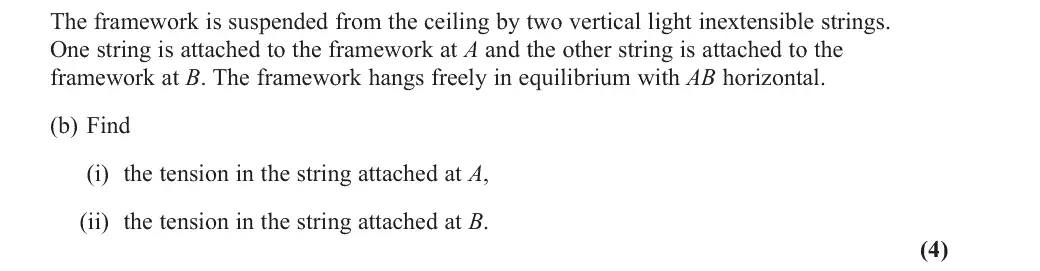 The framework is suspended from the ceiling by two vertical light inextensible strings.
One string is attached to the framework at A and the other string is attached to the
framework at B. The framework hangs freely in equilibrium with AB horizontal.
(b) Find
(i) the tension in the string attached at A,
(ii) the tension in the string attached at B.
(4)